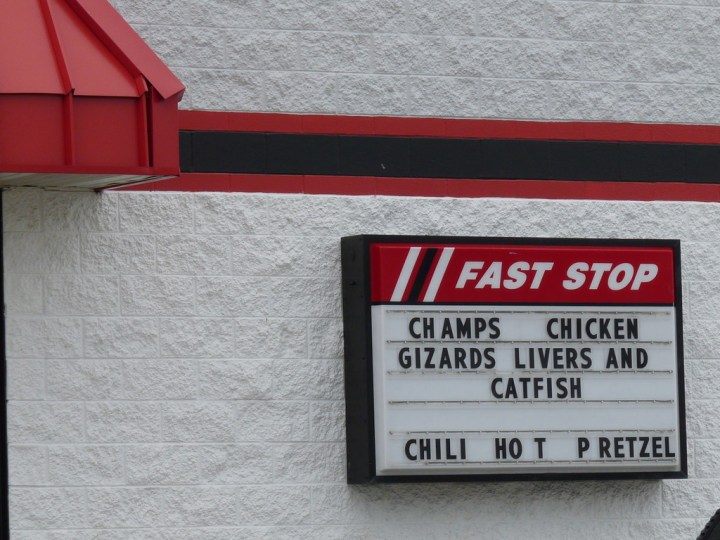 FAST STOP
CHAMPS CHICKEN
GIZARDS LIVERS AND
CATFISH
CHILI HOT PRETZEL